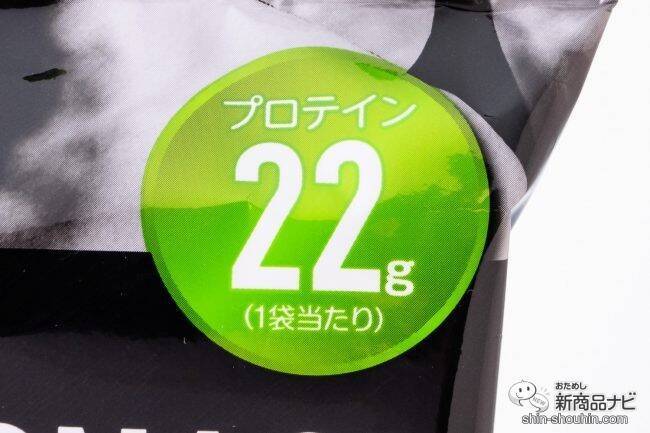 プロテイン
22g
(1袋当たり)
おためし
新商品ナビ
shin-shouhin.com